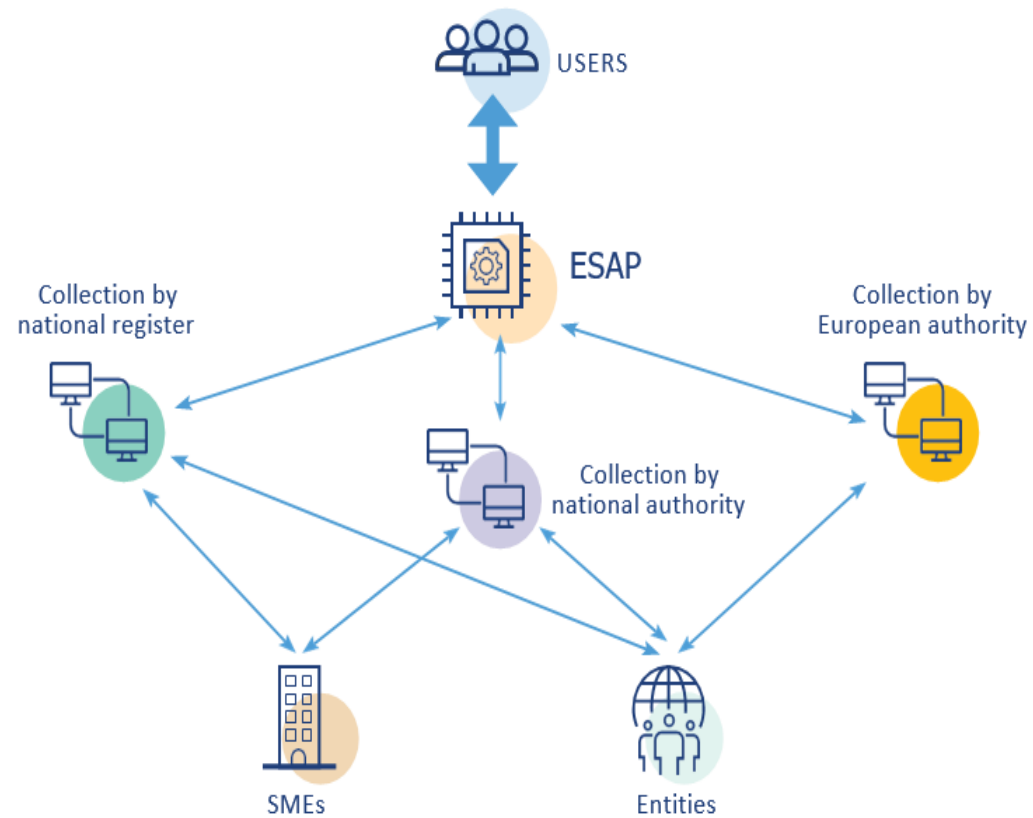 USERS
ESAP
Collection by
national register
Collection by
European authority
Collection by
national authority
SMEs
Entities